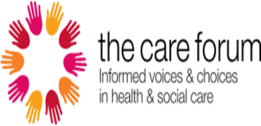 the care forum
Informed voices & choices
in health & social care